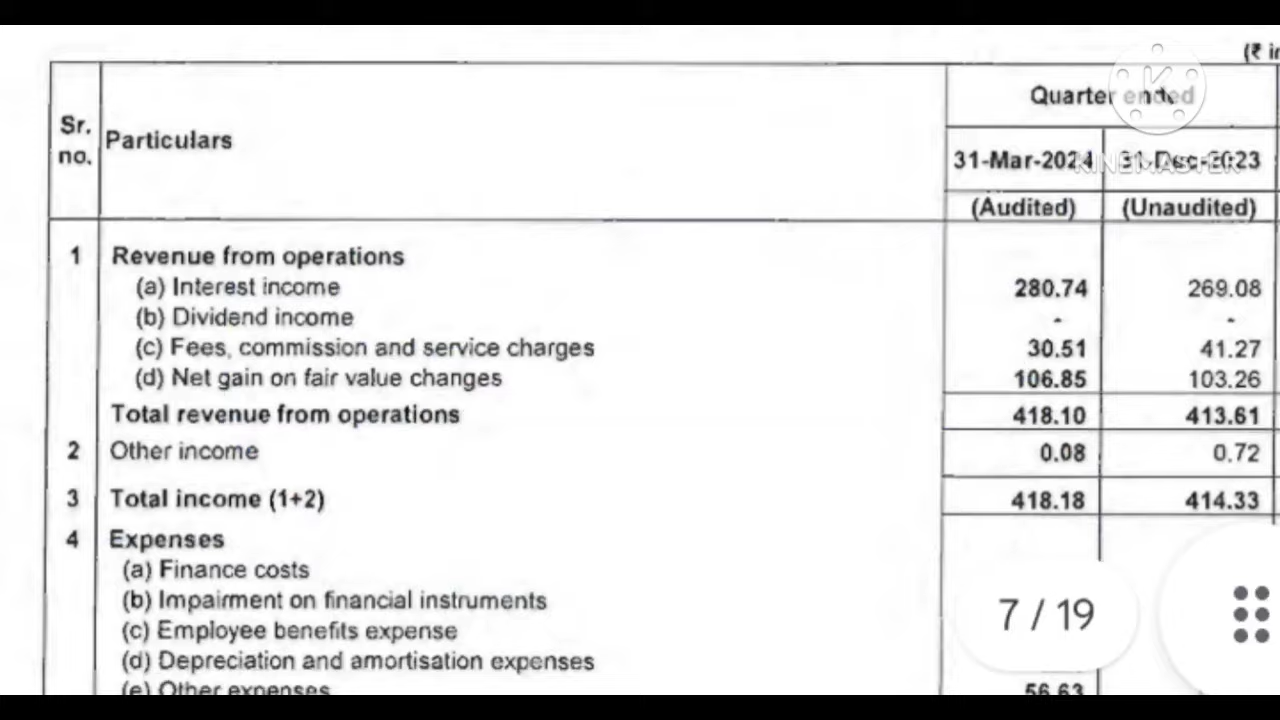 (₹ i
Quarter ended
Sr. no. Particulars
31-Mar-2024 31-Dec-2023
KINEMASTER
(Audited) (Unaudited)
1 Revenue from operations
(a) Interest income 280.74 269.08
(b) Dividend income - -
(c) Fees, commission and service charges 30.51 41.27
(d) Net gain on fair value changes 106.85 103.26
Total revenue from operations 418.10 413.61
2 Other income 0.08 0.72
3 Total income (1+2) 418.18 414.33
4 Expenses
(a) Finance costs
(b) Impairment on financial instruments
(c) Employee benefits expense
7 / 19
(d) Depreciation and amortisation expenses
(e) Other expenses 56.63